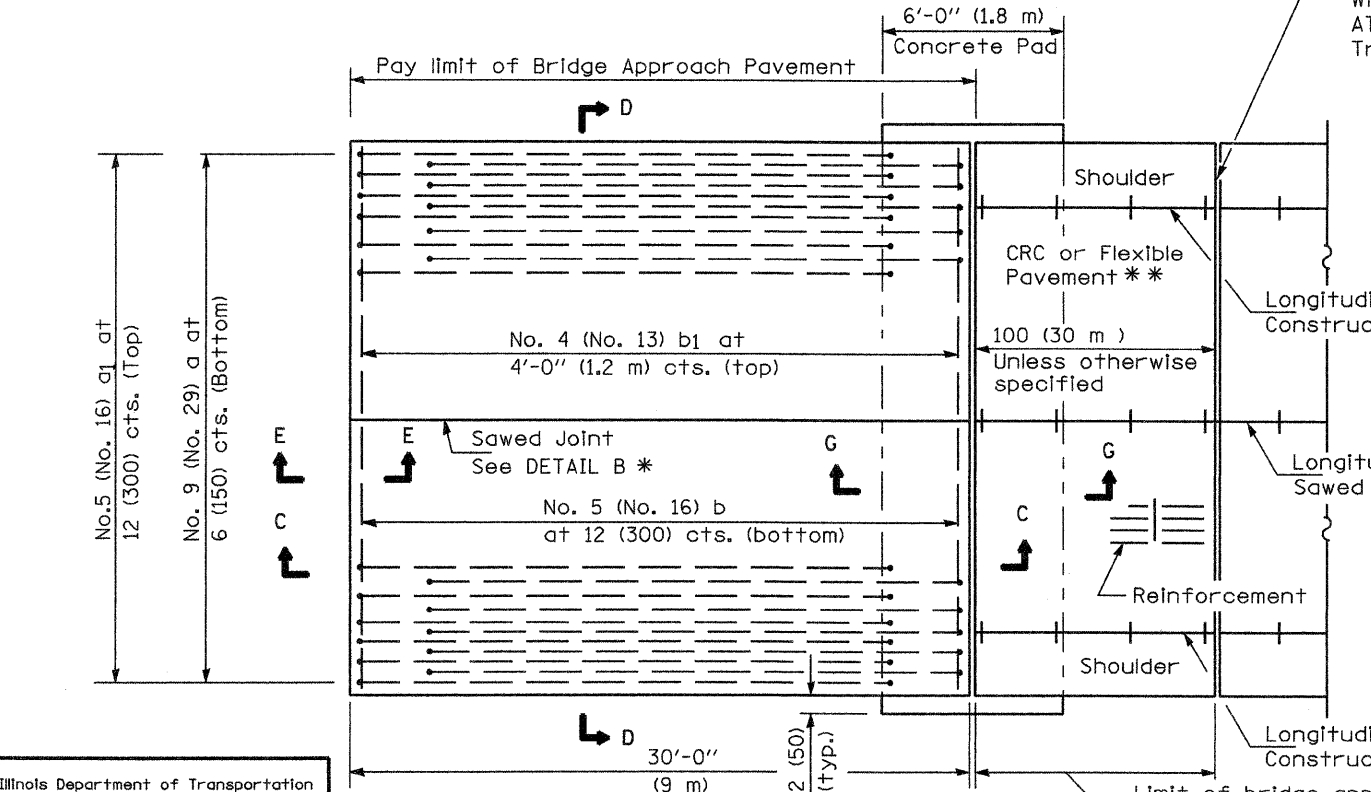 6'-0" (1.8 m)
Concrete Pad
Pay limit of Bridge Approach Pavement
D
Shoulder
CRC or Flexible
Pavement * *
No. 4 (No. 13) b1 at
4'-0" (1.2 m) cts. (top)
100 (30 m )
Unless otherwise
specified
No.5 (No. 16) a1 at
12 (300) cts. (Top)
No. 9 (No. 29) a at
6 (150) cts. (Bottom)
E
E
Sawed Joint
See DETAIL B *
G
G
C
C
No. 5 (No. 16) b
at 12 (300) cts. (bottom)
Reinforcement
Shoulder
D
30'-0"
(9 m)
2 (50)
(typ.)
Illinois Department of Transportation